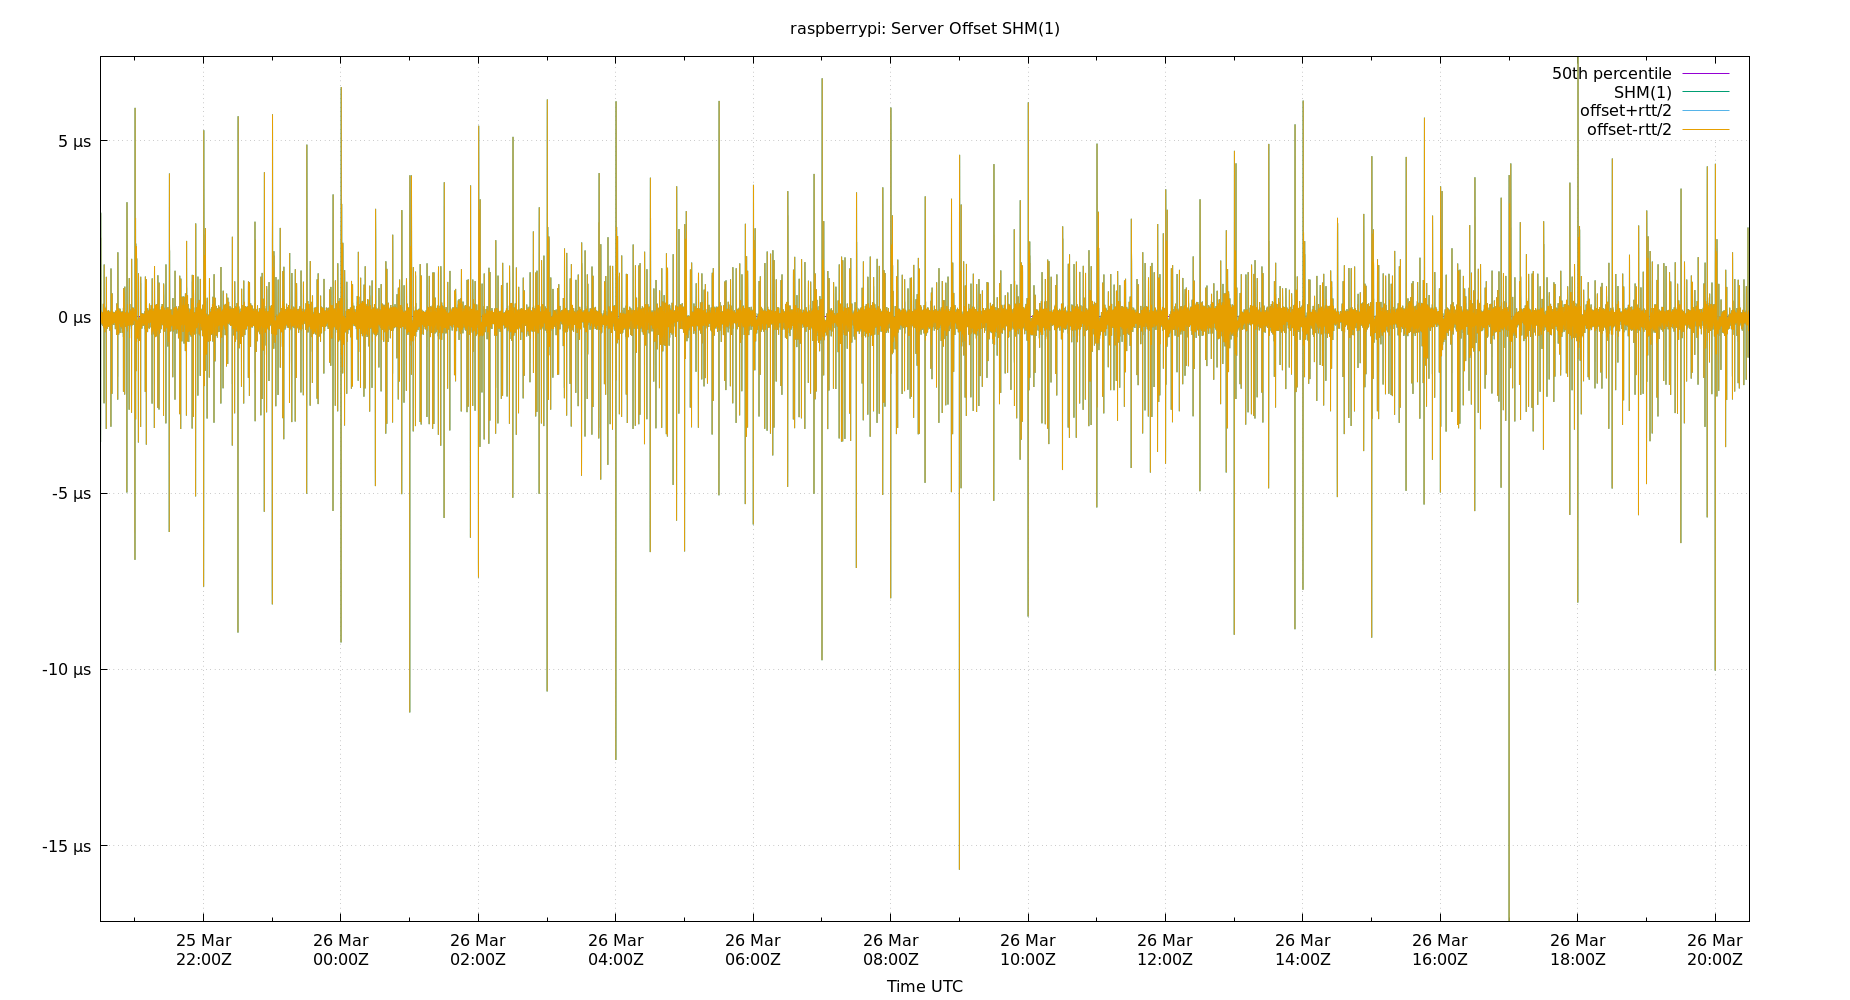 raspberrypi: Server Offset SHM(1)
50th percentile
SHM(1)
offset+rtt/2
offset-rtt/2
5 µs
0 µs
-5 µs
-10 µs
-15 µs
25 Mar 26 Mar 26 Mar 26 Mar 26 Mar 26 Mar 26 Mar 26 Mar 26 Mar 26 Mar 26 Mar 26 Mar
22:00Z 00:00Z 02:00Z 04:00Z 06:00Z 08:00Z 10:00Z 12:00Z 14:00Z 16:00Z 18:00Z 20:00Z
Time UTC